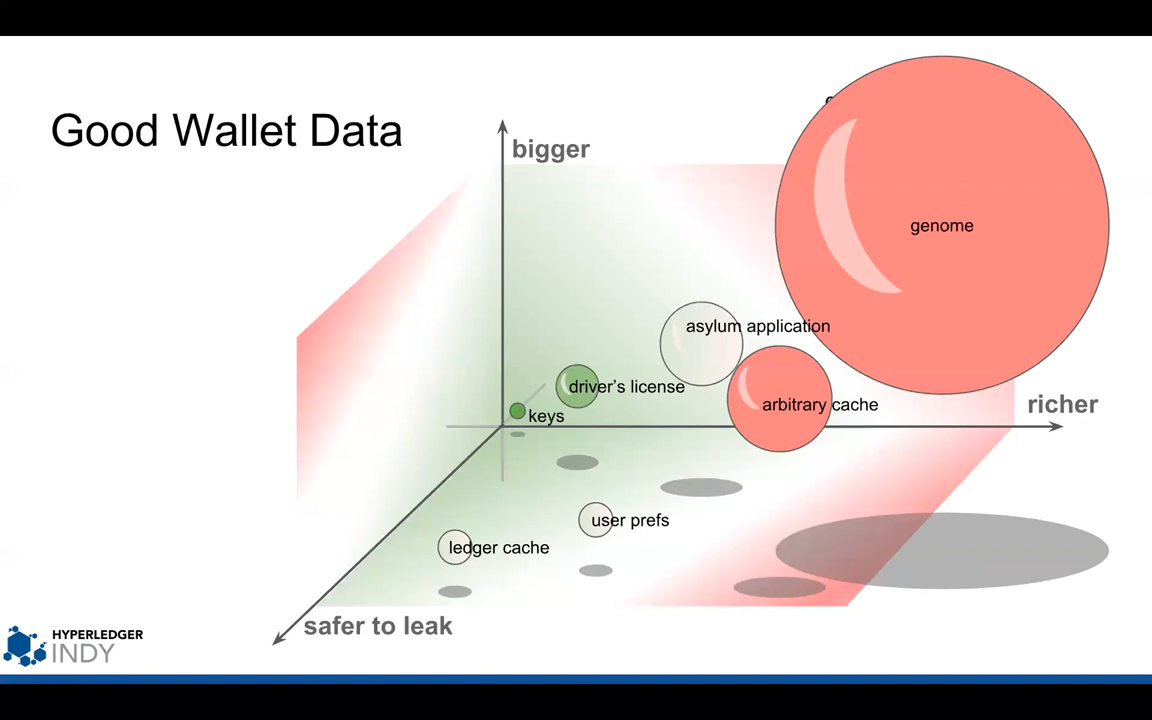 Good Wallet Data
bigger
genome
asylum application
driver's license
arbitrary cache
richer
keys
user prefs
ledger cache
safer to leak
HYPERLEDGER
INDY